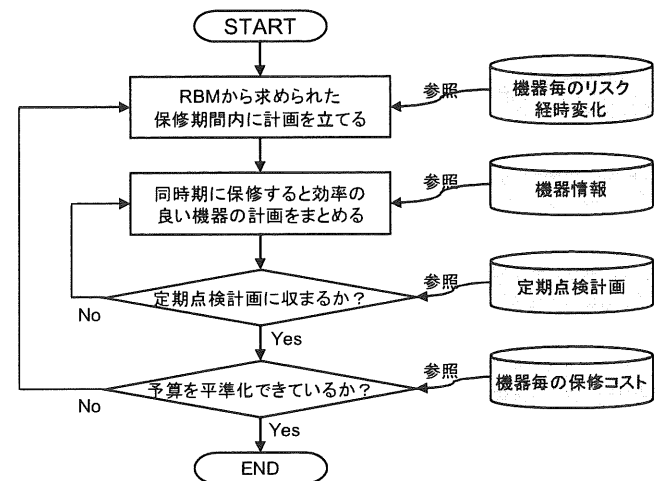 START
RBMから求められた
保修期間内に計画を立てる
参照
機器毎のリスク
経時変化
同時期に保修すると効率の
良い機器の計画をまとめる
参照
機器情報
定期点検計画に収まるか？
参照
定期点検計画
No
Yes
予算を平準化できているか？
参照
機器毎の保修コスト
No
Yes
END